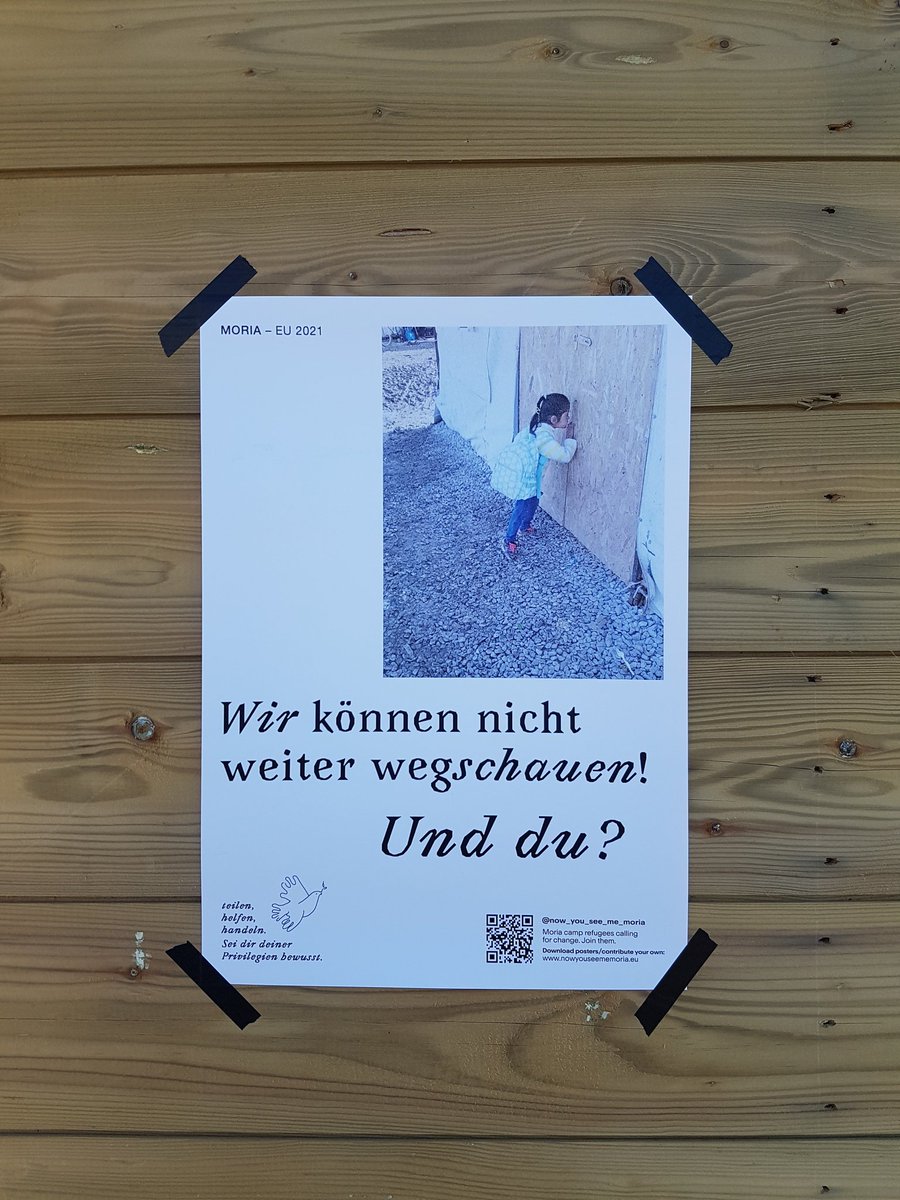 MORIA – EU 2021
Wir können nicht
weiter wegschauen!
Und du?
teilen,
helfen,
handeln.
Sei dir deiner
Privilegien bewusst.
@now_you_see_me_moria
Moria camp refugees calling
for change. Join them.
Download posters/contribute your own:
www.nowyouseememoria.eu